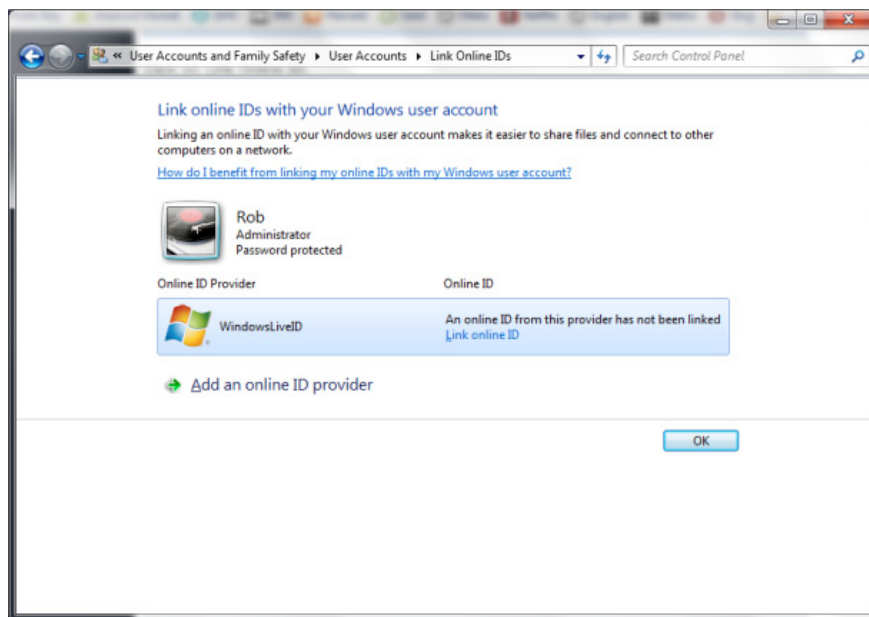 « User Accounts and Family Safety ▸ User Accounts ▸ Link Online IDs
Search Control Panel
Link online IDs with your Windows user account
Linking an online ID with your Windows user account makes it easier to share files and connect to other
computers on a network.
How do I benefit from linking my online IDs with my Windows user account?
Rob
Administrator
Password protected
Online ID Provider
Online ID
WindowsLiveID
An online ID from this provider has not been linked
Link online ID
Add an online ID provider
OK